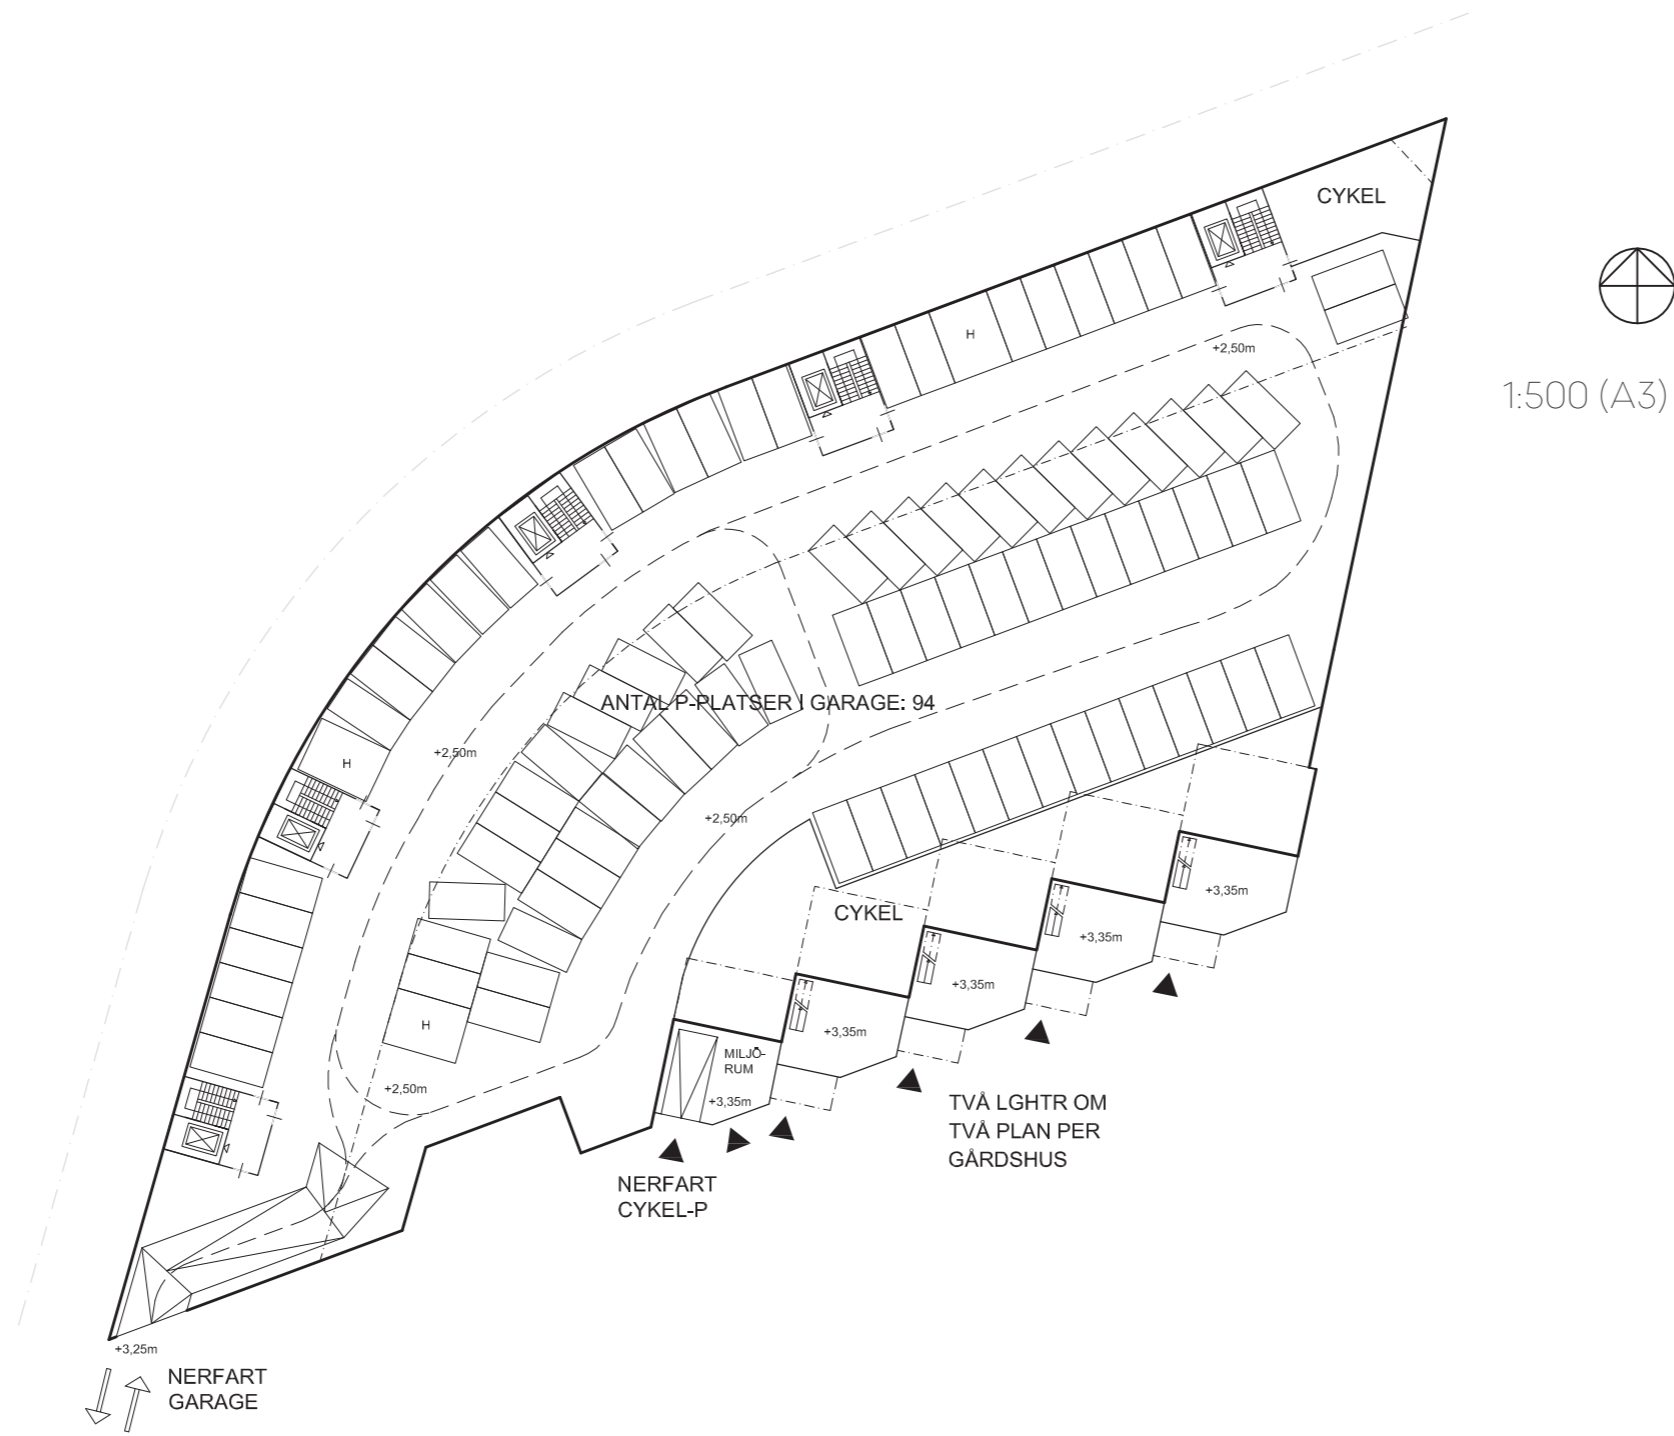 CYKEL
H
+2,50m
1:500 (A3)
ANTAL P-PLATSER I GARAGE: 94
+2,50m
H
+2,50m
+3,35m
CYKEL
+3,35m
+3,35m
H
+3,35m
MILJÖ-
RUM
+2,50m
+3,35m
TVÅ LGHTR OM
TVÅ PLAN PER
GÅRDSHUS
NERFART
CYKEL-P
+3,25m
NERFART
GARAGE